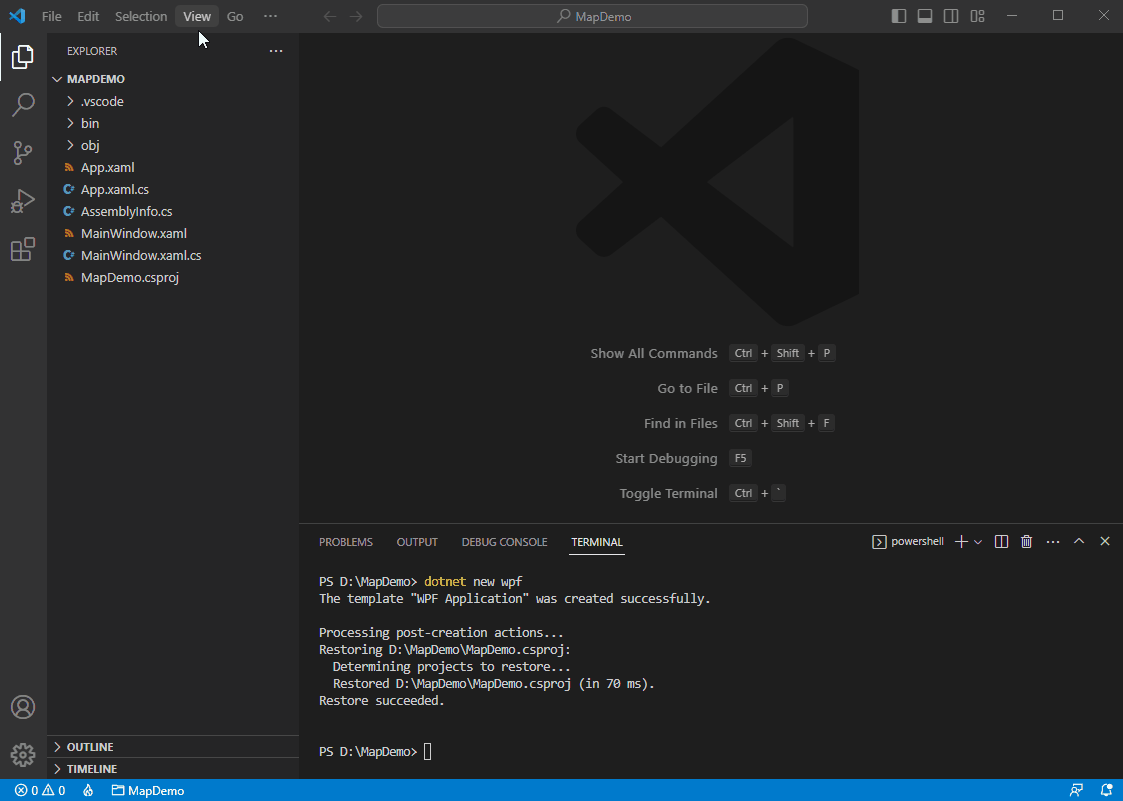 File Edit Selection View Go ···
MapDemo
EXPLORER ···
MAPDEMO
.vscode
bin
obj
App.xaml
C# App.xaml.cs
C# AssemblyInfo.cs
MainWindow.xaml
C# MainWindow.xaml.cs
MapDemo.csproj
Show All Commands Ctrl + Shift + P
Go to File Ctrl + P
Find in Files Ctrl + Shift + F
Start Debugging F5
Toggle Terminal Ctrl + `
PROBLEMS OUTPUT DEBUG CONSOLE TERMINAL powershell ···
PS D:\MapDemo> dotnet new wpf
The template "WPF Application" was created successfully.
Processing post-creation actions...
Restoring D:\MapDemo\MapDemo.csproj:
Determining projects to restore...
Restored D:\MapDemo\MapDemo.csproj (in 70 ms).
Restore succeeded.
PS D:\MapDemo>
OUTLINE
TIMELINE
0 0 MapDemo